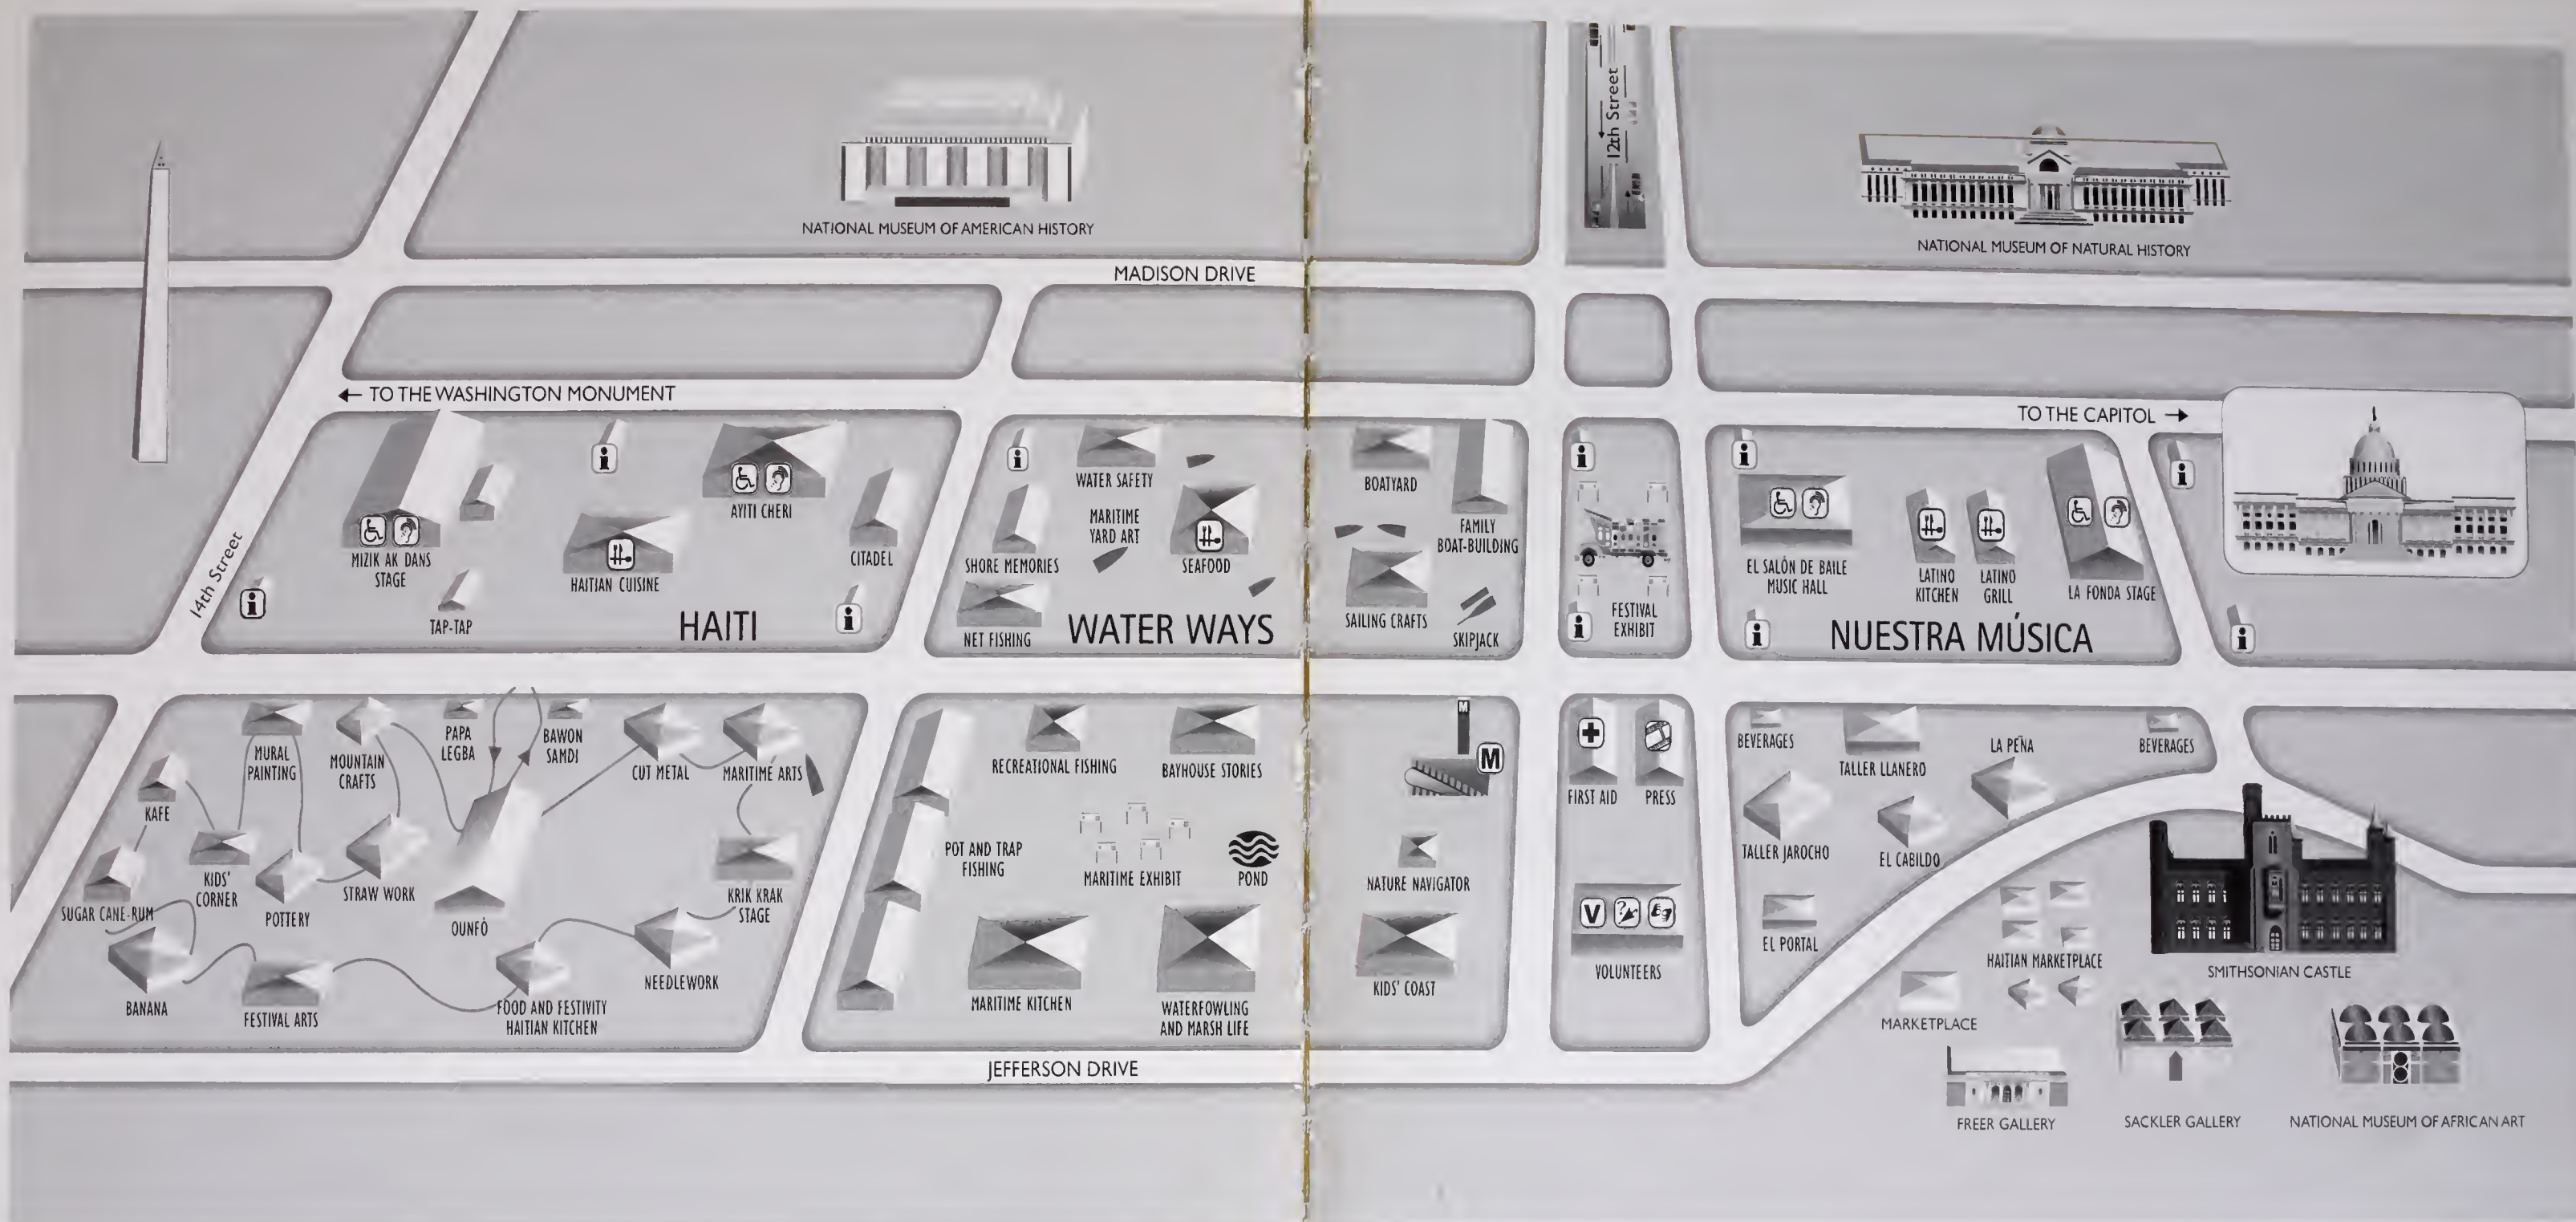 12th Street
NATIONAL MUSEUM OF AMERICAN HISTORY
NATIONAL MUSEUM OF NATURAL HISTORY
MADISON DRIVE
← TO THE WASHINGTON MONUMENT
TO THE CAPITOL →
14th Street
i
MIZIK AK DANS
STAGE
TAP-TAP
i
HAITIAN CUISINE
AYITI CHERI
CITADEL
i
HAITI
i
SHORE MEMORIES
NET FISHING
WATER SAFETY
MARITIME
YARD ART
SEAFOOD
WATER WAYS
BOATYARD
FAMILY
BOAT-BUILDING
SAILING CRAFTS
SKIPJACK
i
i
FESTIVAL
EXHIBIT
i
EL SALÓN DE BAILE
MUSIC HALL
LATINO
KITCHEN
LATINO
GRILL
LA FONDA STAGE
i
NUESTRA MÚSICA
i
i
MURAL
PAINTING
MOUNTAIN
CRAFTS
PAPA
LEGBA
BAWON
SAMDI
CUT METAL
MARITIME ARTS
KAFE
SUGAR CANE-RUM
KIDS'
CORNER
POTTERY
STRAW WORK
OUNFÒ
KRIK KRAK
STAGE
BANANA
FESTIVAL ARTS
FOOD AND FESTIVITY
HAITIAN KITCHEN
NEEDLEWORK
RECREATIONAL FISHING
BAYHOUSE STORIES
POT AND TRAP
FISHING
MARITIME EXHIBIT
POND
MARITIME KITCHEN
WATERFOWLING
AND MARSH LIFE
M
M
NATURE NAVIGATOR
KIDS' COAST
FIRST AID
PRESS
V
?
VOLUNTEERS
BEVERAGES
TALLER LLANERO
LA PEÑA
BEVERAGES
TALLER JAROCHO
EL CABILDO
EL PORTAL
HAITIAN MARKETPLACE
SMITHSONIAN CASTLE
MARKETPLACE
JEFFERSON DRIVE
FREER GALLERY
SACKLER GALLERY
NATIONAL MUSEUM OF AFRICAN ART